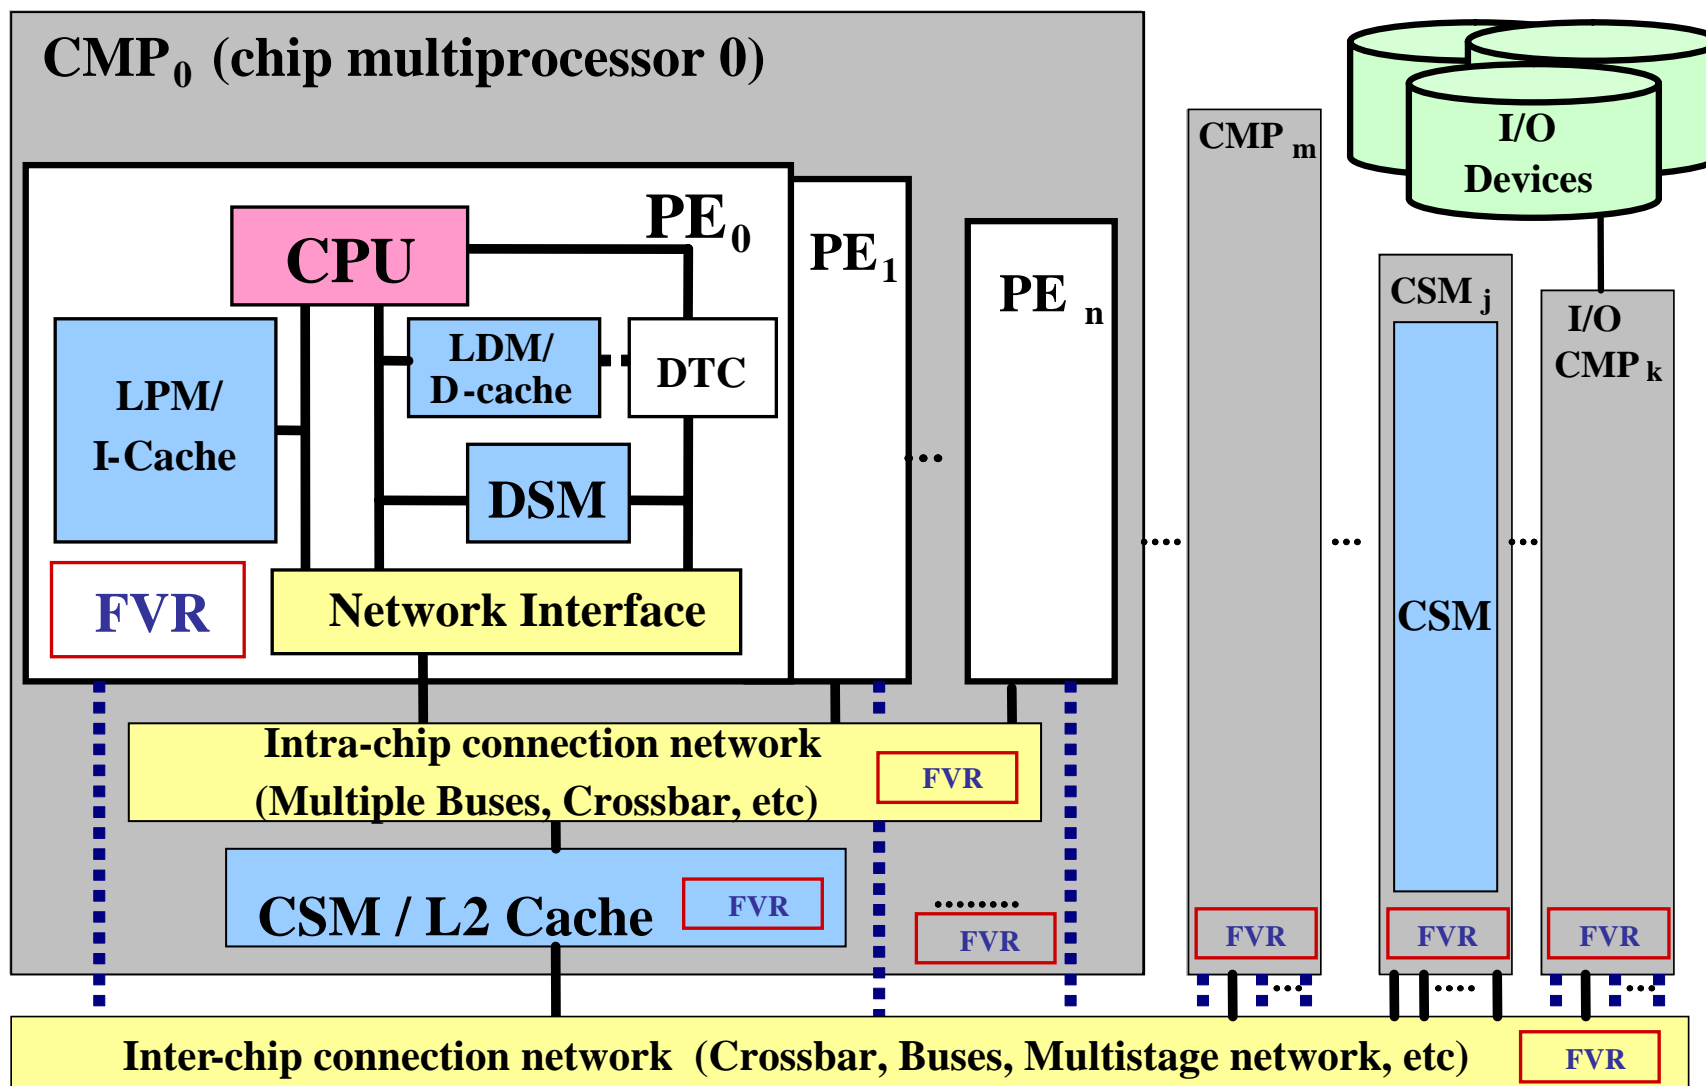 CMP0 (chip multiprocessor 0)
CMP m
I/O
Devices
PE0
CPU
PE1
PE n
CSM j
I/O
CMP k
LPM/
I-Cache
LDM/
D-cache
DTC
DSM
CSM
FVR
Network Interface
Intra-chip connection network
(Multiple Buses, Crossbar, etc)
FVR
CSM / L2 Cache
FVR
........
FVR
FVR
FVR
FVR
Inter-chip connection network (Crossbar, Buses, Multistage network, etc)
FVR